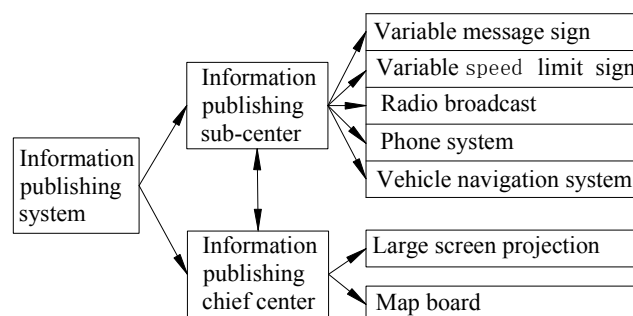 Variable message sign
Variable speed limit sign
Radio broadcast
Phone system
Vehicle navigation system
Information
publishing
sub-center
Information
publishing
system
Information
publishing
chief center
Large screen projection
Map board